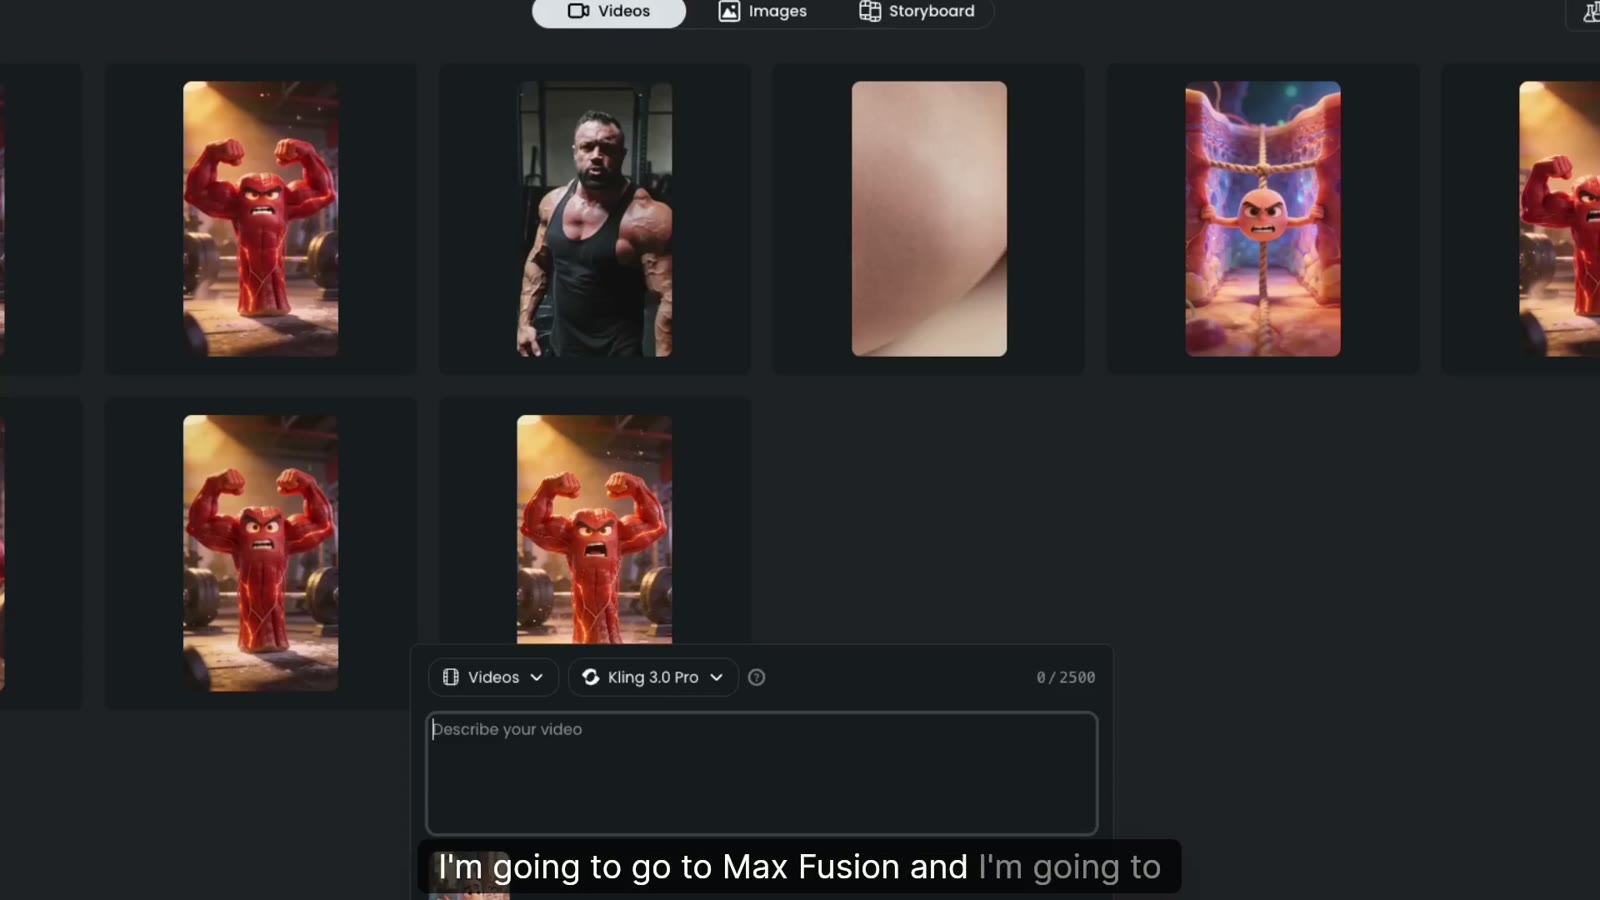 Videos
Images
Storyboard
Videos
Kling 3.0 Pro
?
0/2500
Describe your video
I'm going to go to Max Fusion and I'm going to